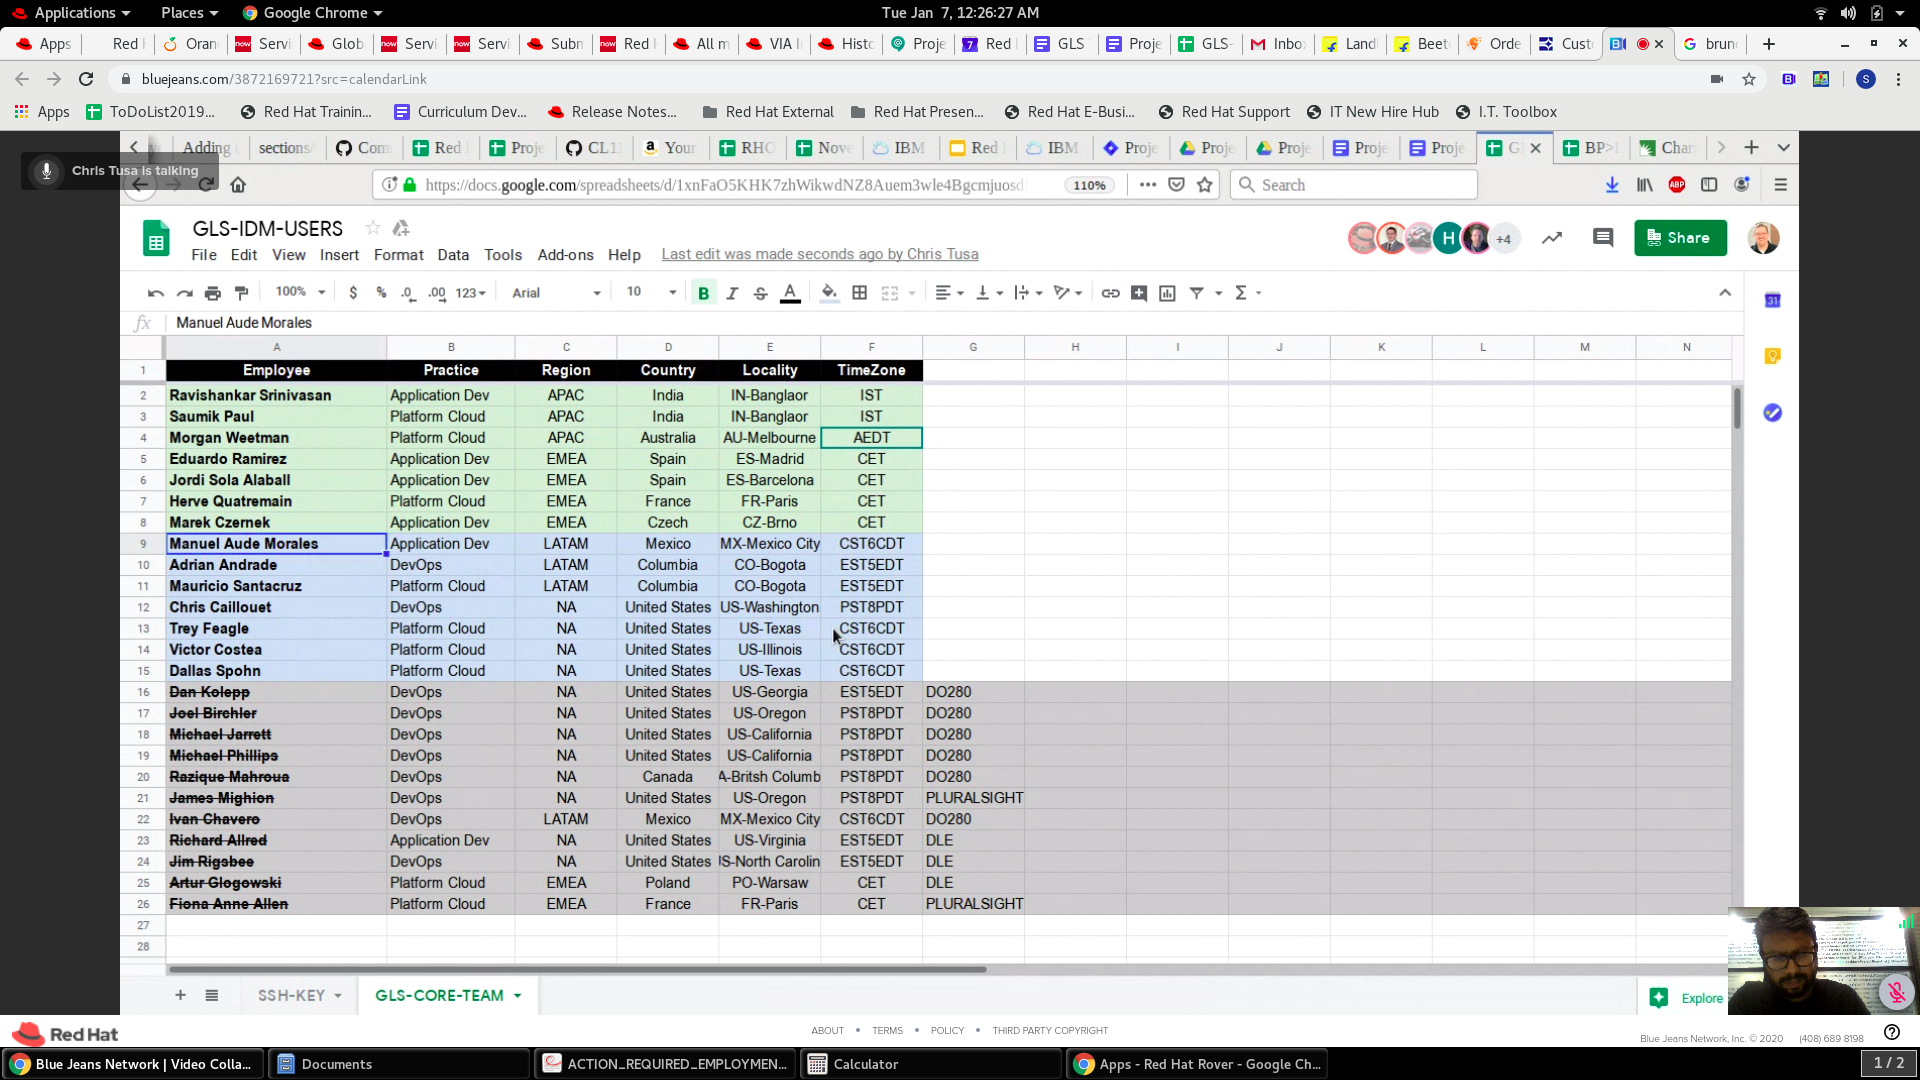 Applications Places Google Chrome Tue Jan 7, 12:26:27 AM
Apps Red H Oran Servi Glob Servi Servi Subm Red H All m VIA I Histo Proje Red GLS Proje GLS- Inbox Landi Beet Orde Custo bruno
bluejeans.com/3872169721?src=calendarLink
Apps ToDoList2019... Red Hat Trainin... Curriculum Dev... Release Notes... Red Hat External Red Hat Presen... Red Hat E-Busi... Red Hat Support IT New Hire Hub I.T. Toolbox
Adding sections/ Com Red Proje CL1 Your RHO Nove IBM Red IBM Proje Proje Proje Proje Proje G BP>I Char
Chris Tusa is talking
https://docs.google.com/spreadsheets/d/1xnFaO5KHK7zhWikwdNZ8Auem3wle4Bgcmjuosd 110% Search
GLS-IDM-USERS
H +4 Share
File Edit View Insert Format Data Tools Add-ons Help Last edit was made seconds ago by Chris Tusa
100% $ % .0 .00 123 Arial 10 B I S A
31
fx Manuel Aude Morales
A B C D E F G H I J K L M N
1 Employee Practice Region Country Locality TimeZone
2 Ravishankar Srinivasan Application Dev APAC India IN-Banglaor IST
3 Saumik Paul Platform Cloud APAC India IN-Banglaor IST
4 Morgan Weetman Platform Cloud APAC Australia AU-Melbourne AEDT
5 Eduardo Ramirez Application Dev EMEA Spain ES-Madrid CET
6 Jordi Sola Alaball Application Dev EMEA Spain ES-Barcelona CET
7 Herve Quatremain Platform Cloud EMEA France FR-Paris CET
8 Marek Czernek Application Dev EMEA Czech CZ-Brno CET
9 Manuel Aude Morales Application Dev LATAM Mexico MX-Mexico City CST6CDT
10 Adrian Andrade DevOps LATAM Columbia CO-Bogota EST5EDT
11 Mauricio Santacruz Platform Cloud LATAM Columbia CO-Bogota EST5EDT
12 Chris Caillouet DevOps NA United States US-Washington PST8PDT
13 Trey Feagle Platform Cloud NA United States US-Texas CST6CDT
14 Victor Costea Platform Cloud NA United States US-Illinois CST6CDT
15 Dallas Spohn Platform Cloud NA United States US-Texas CST6CDT
16 Dan Kolepp DevOps NA United States US-Georgia EST5EDT DO280
17 Joel Birchler DevOps NA United States US-Oregon PST8PDT DO280
18 Michael Jarrett DevOps NA United States US-California PST8PDT DO280
19 Michael Phillips DevOps NA United States US-California PST8PDT DO280
20 Razique Mahroua DevOps NA Canada A-Britsh Columb PST8PDT DO280
21 James Mighion DevOps NA United States US-Oregon PST8PDT PLURALSIGHT
22 Ivan Chavero DevOps LATAM Mexico MX-Mexico City CST6CDT DO280
23 Richard Allred Application Dev NA United States US-Virginia EST5EDT DLE
24 Jim Rigsbee DevOps NA United States US-North Carolin EST5EDT DLE
25 Artur Glogowski Platform Cloud EMEA Poland PO-Warsaw CET DLE
26 Fiona Anne Allen Platform Cloud EMEA France FR-Paris CET PLURALSIGHT
27
28
SSH-KEY GLS-CORE-TEAM Explore
Red Hat ABOUT • TERMS • POLICY • THIRD PARTY COPYRIGHT
Blue Jeans Network, Inc. © 2020 (408) 689 8198
Blue Jeans Network | Video Colla... Documents ACTION_REQUIRED_EMPLOYMEN... Calculator Apps - Red Hat Rover - Google Ch... 1 / 2